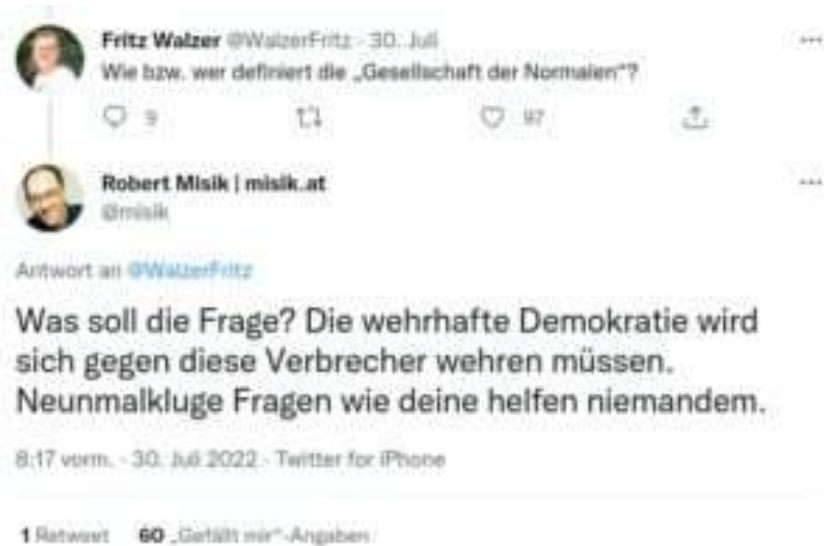 Fritz Walzer @WalzerFritz · 30. Juli
Wie bzw. wer definiert die „Gesellschaft der Normalen"?
9 97
Robert Misik | misik.at
@misik
Antwort an @WalzerFritz
Was soll die Frage? Die wehrhafte Demokratie wird
sich gegen diese Verbrecher wehren müssen.
Neunmalkluge Fragen wie deine helfen niemandem.
8:17 vorm. · 30. Juli 2022 · Twitter for iPhone
1 Retweet 60 „Gefällt mir"-Angaben